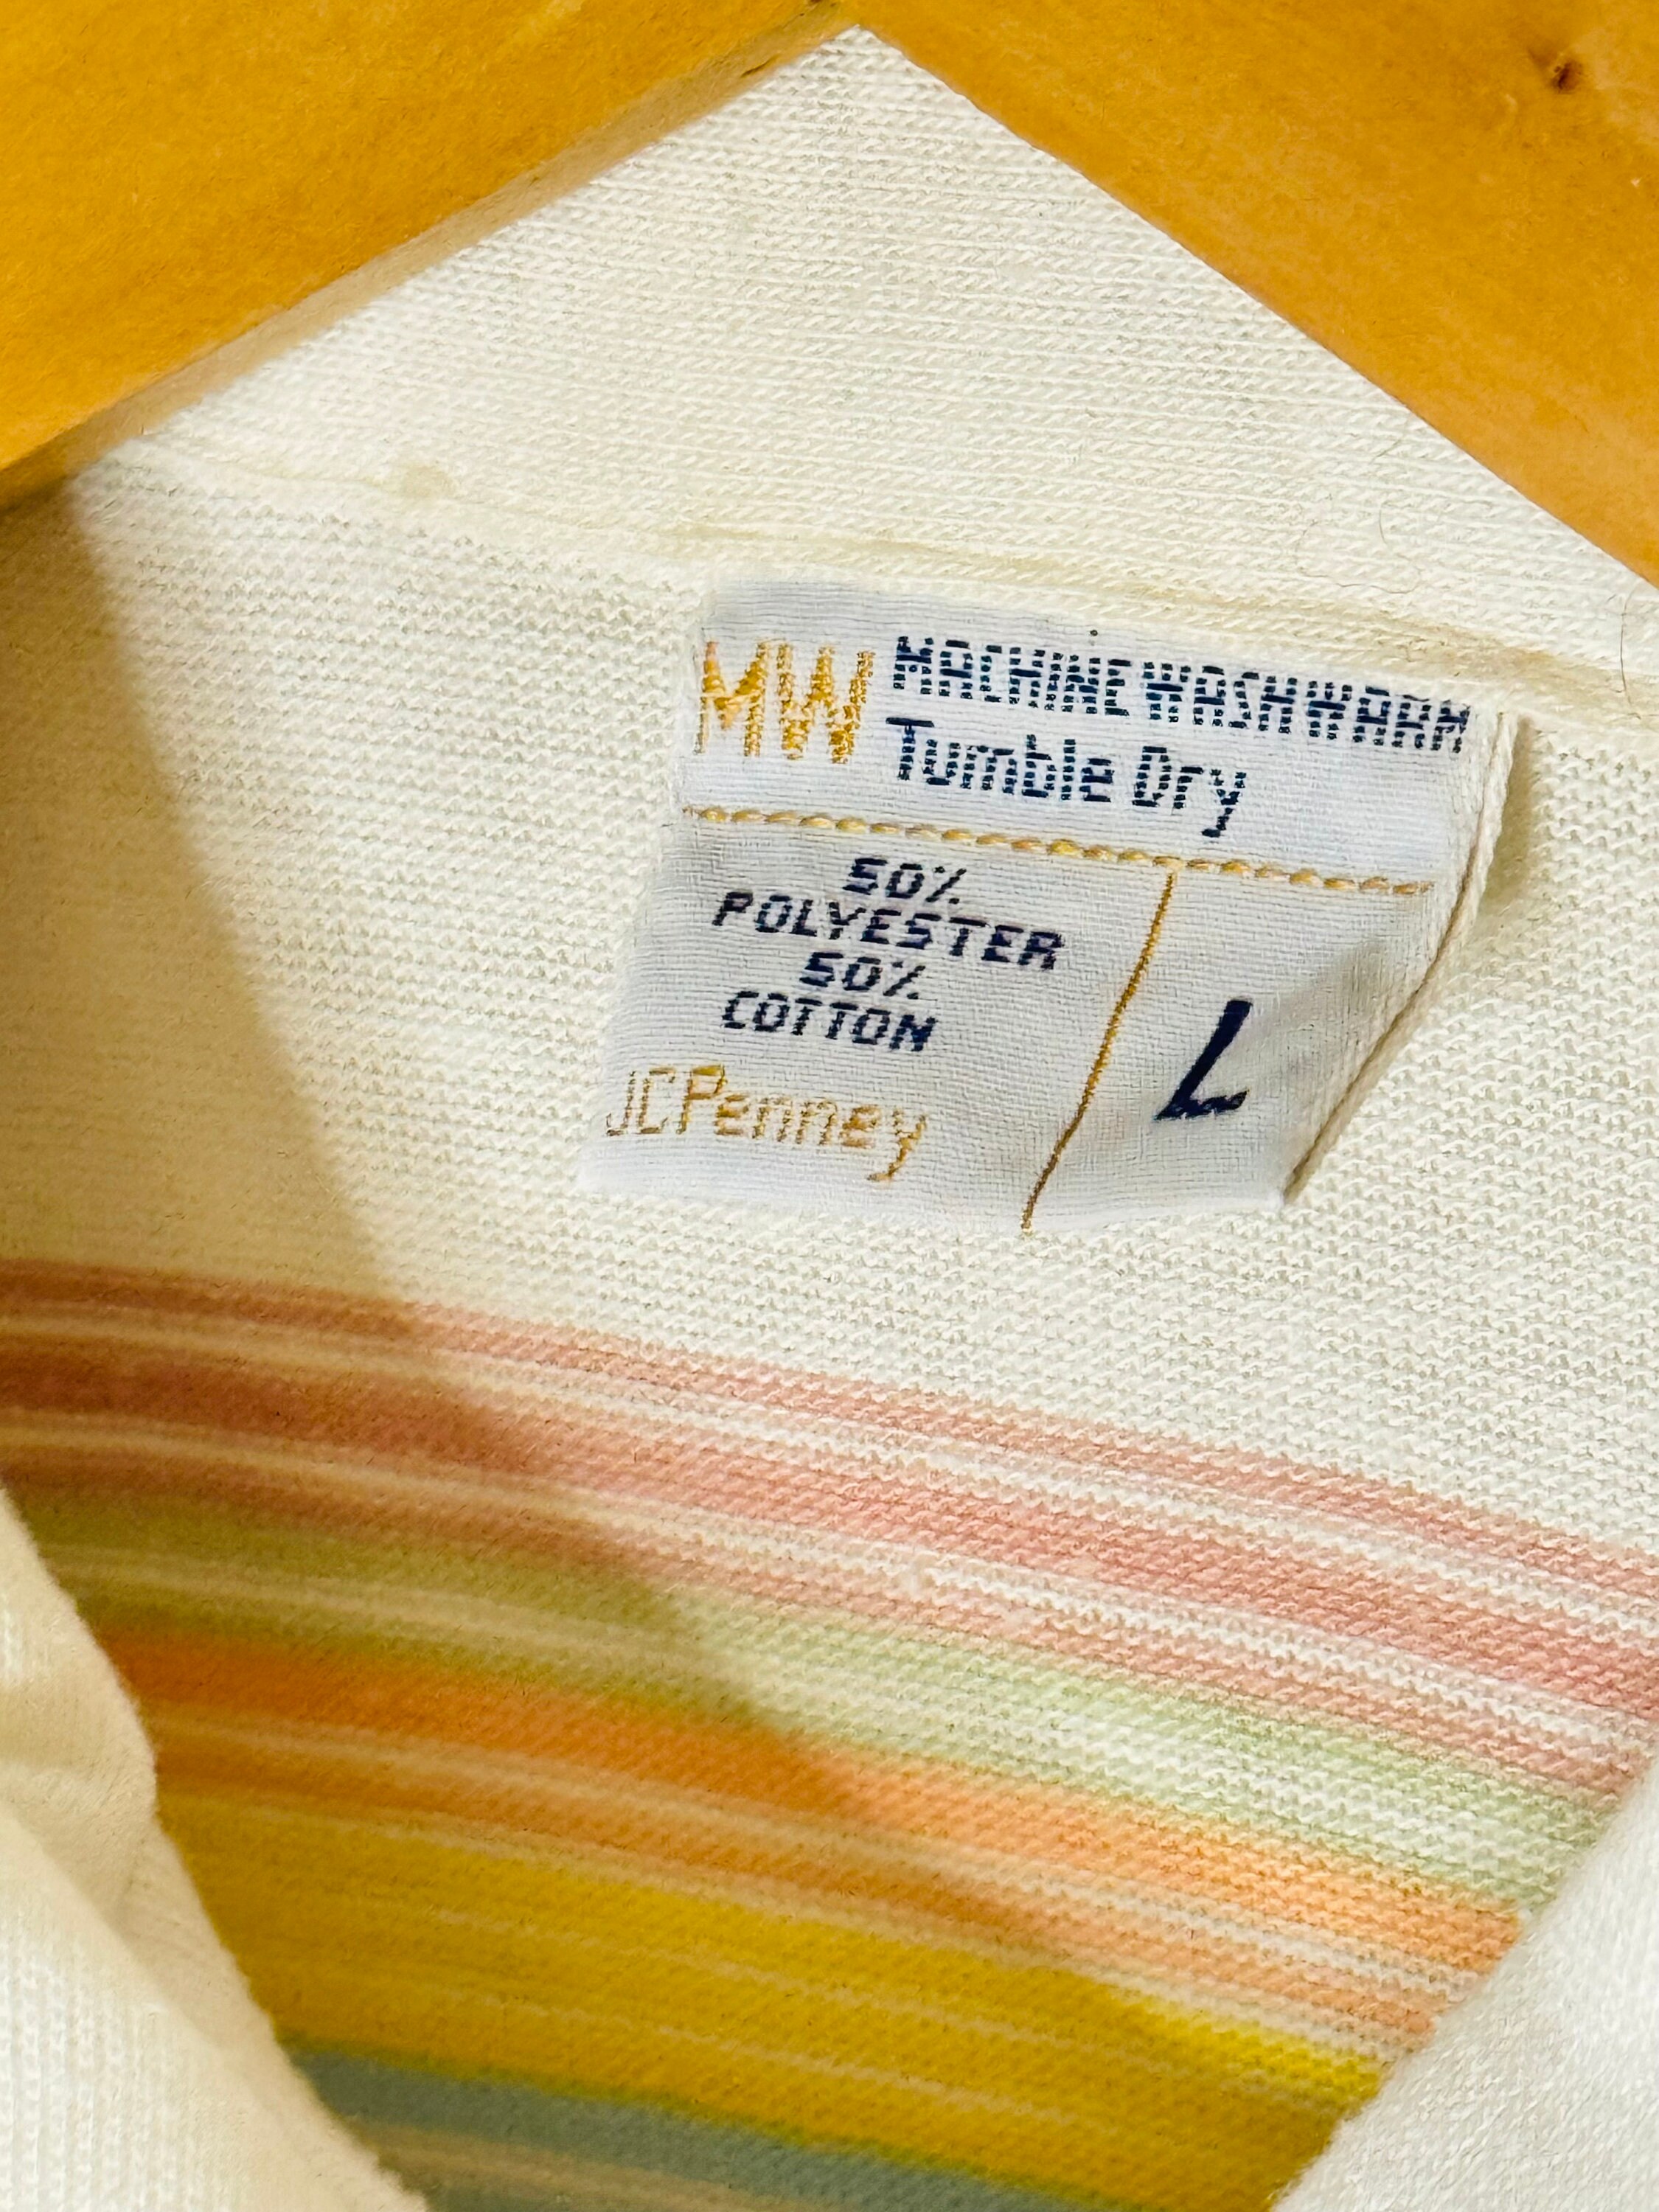 MW MACHINE WASH WARM
Tumble Dry
50%
POLYESTER
50%
COTTON
L
JCPenney